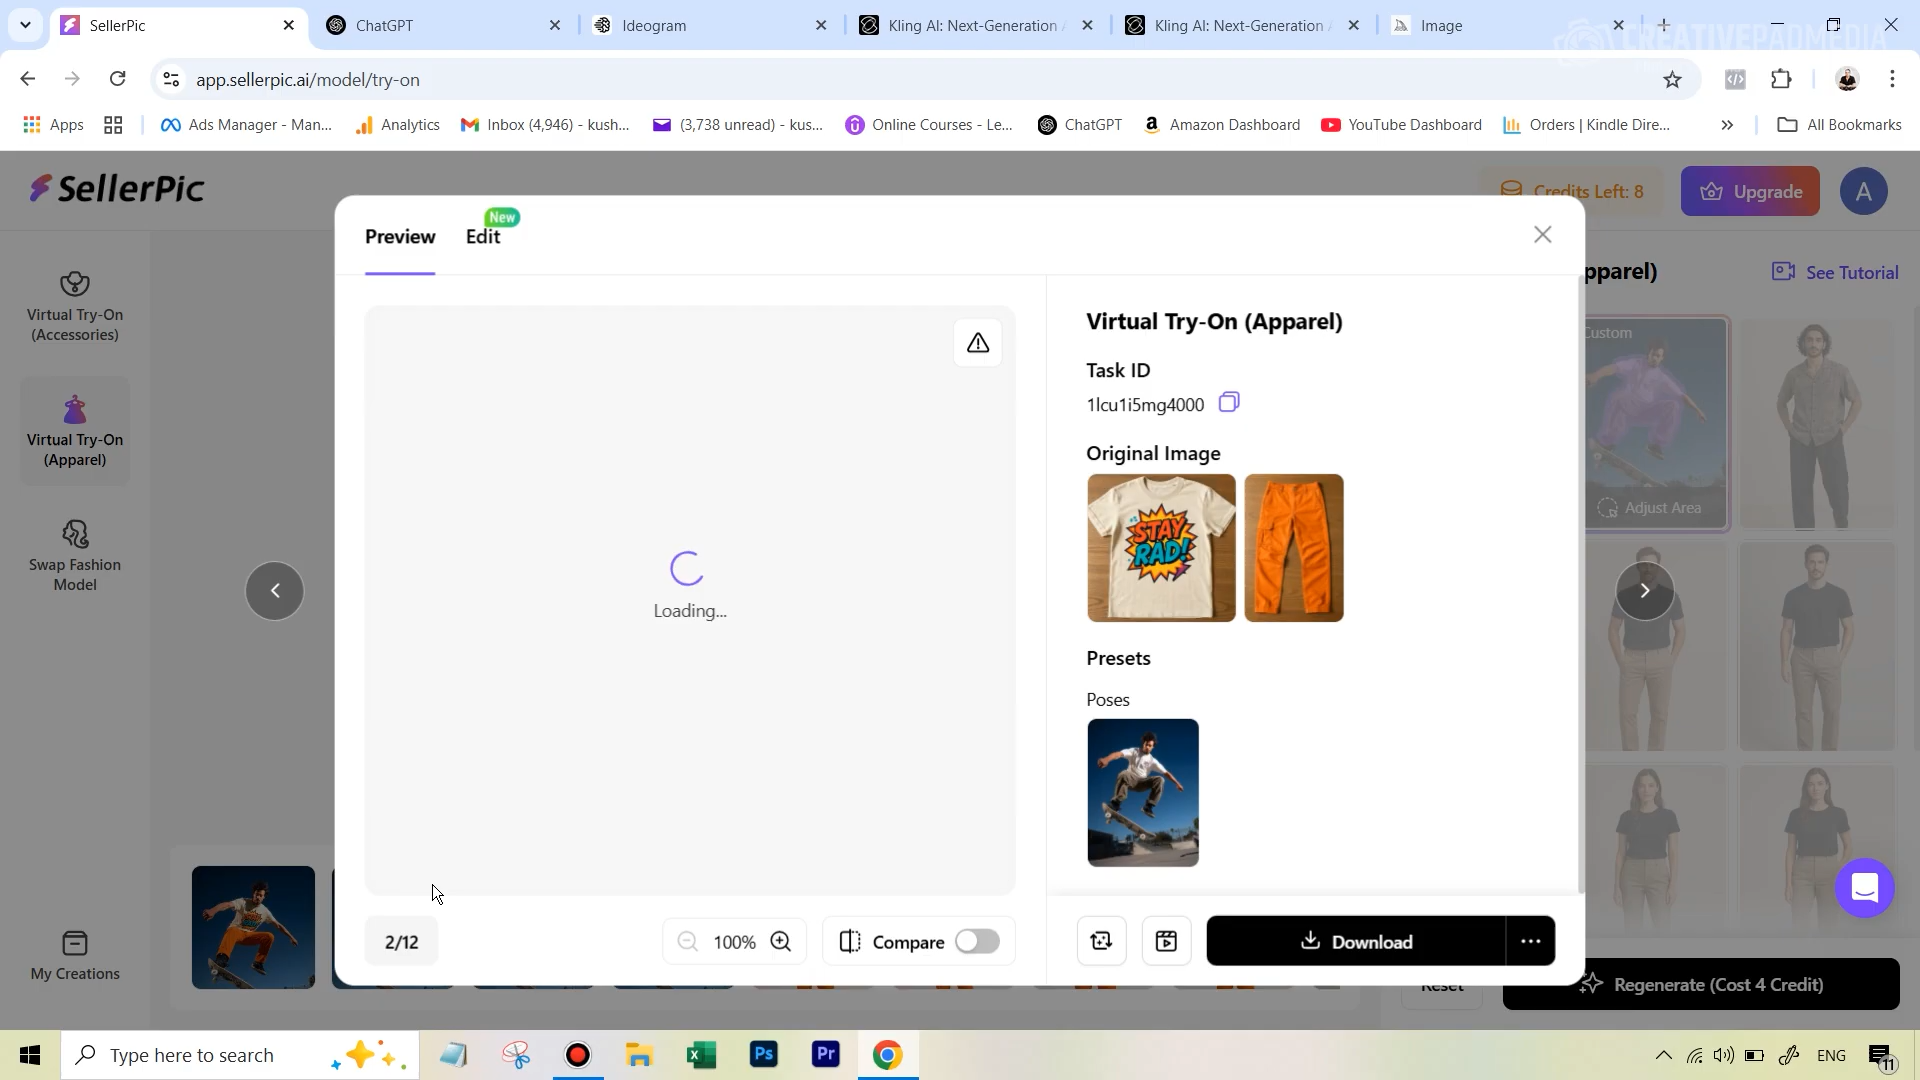 SellerPic
ChatGPT
Ideogram
Kling AI: Next-Generation
Kling AI: Next-Generation
Image
CREATIVEPADMEDIA
app.sellerpic.ai/model/try-on
Apps
Ads Manager - Man...
Analytics
Inbox (4,946) - kush...
(3,738 unread) - kus...
Online Courses - Le...
ChatGPT
Amazon Dashboard
YouTube Dashboard
Orders | Kindle Dire...
All Bookmarks
SellerPic
Credits Left: 8
Upgrade
A
Preview
Edit
New
pparel)
See Tutorial
Virtual Try-On
(Accessories)
Virtual Try-On
(Apparel)
Swap Fashion
Model
My Creations
Loading...
Virtual Try-On (Apparel)
Task ID
1lcu1i5mg4000
Original Image
STAY
RAD!
Presets
Poses
Custom
Adjust Area
2/12
100%
Compare
Download
Reset
Regenerate (Cost 4 Credit)
Type here to search
Ps
Pr
ENG
11